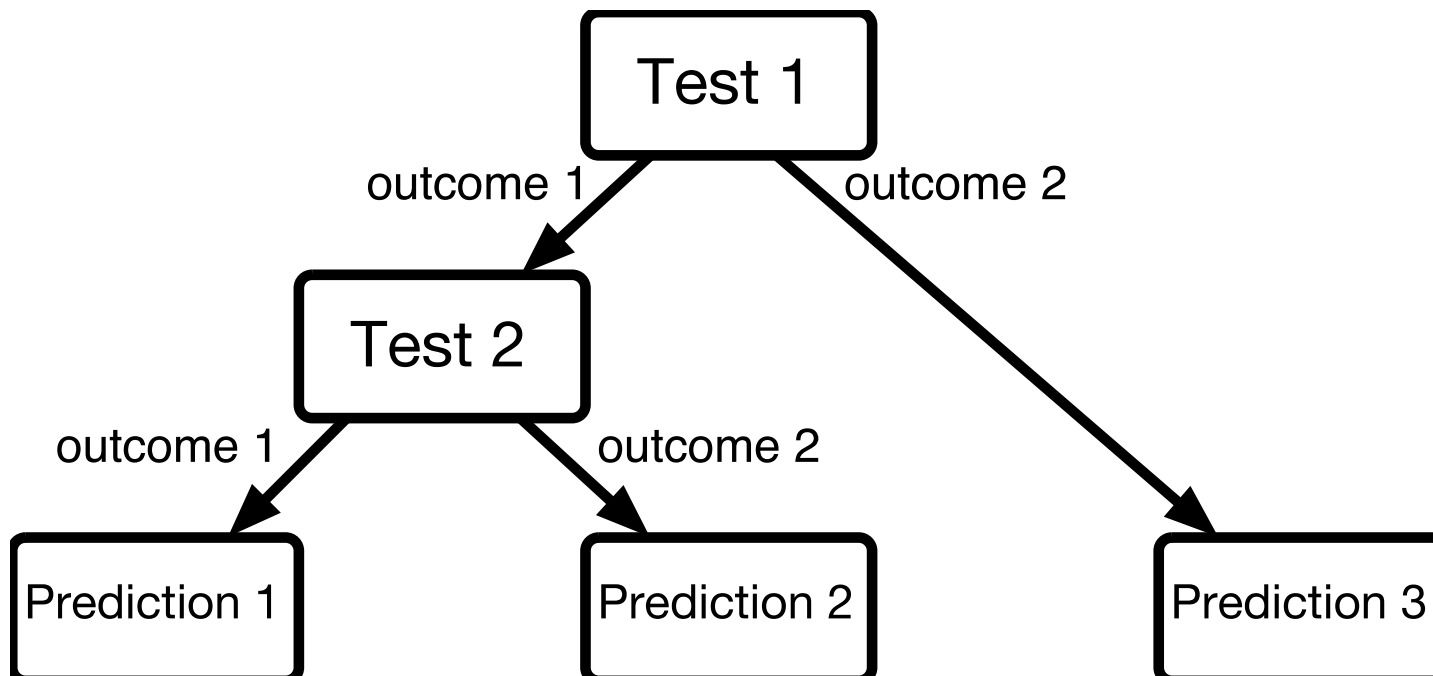 Test 1
outcome 1
outcome 2
Test 2
outcome 1
outcome 2
Prediction 1
Prediction 2
Prediction 3